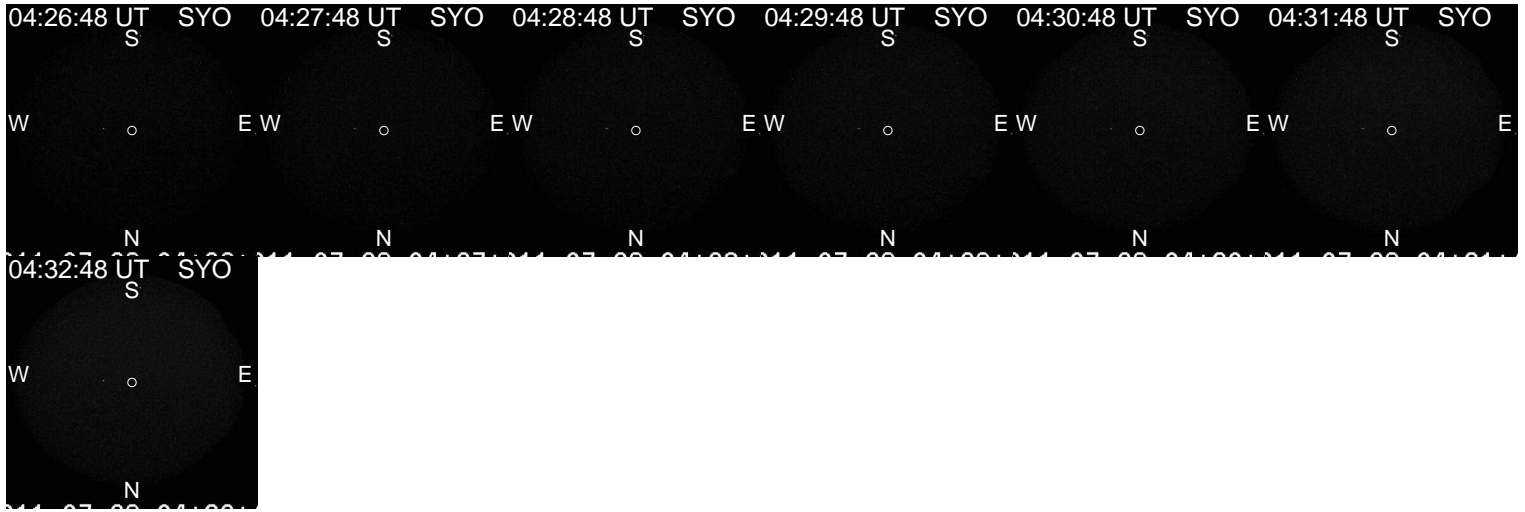 04:26:48 UT SYO 04:27:48 UT SYO 04:28:48 UT SYO 04:29:48 UT SYO 04:30:48 UT SYO 04:31:48 UT SYO
S S S S S S
W E W E W E W E W E W E
N N N N N N
04:32:48 UT SYO
S
W E
N